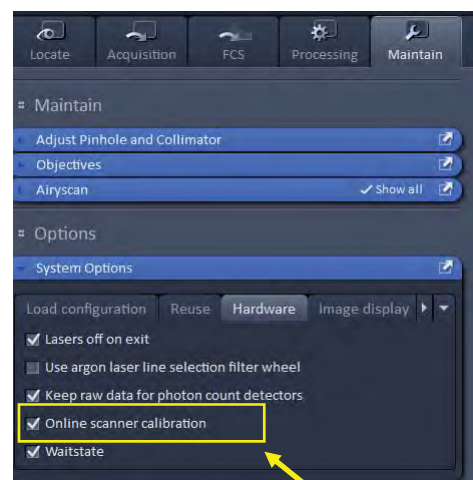 Locate Acquisition FCS Processing Maintain
Maintain
Adjust Pinhole and Collimator
Objectives
Airyscan Show all
Options
System Options
Load configuration Reuse Hardware Image display
Lasers off on exit
Use argon laser line selection filter wheel
Keep raw data for photon count detectors
Online scanner calibration
Waitstate